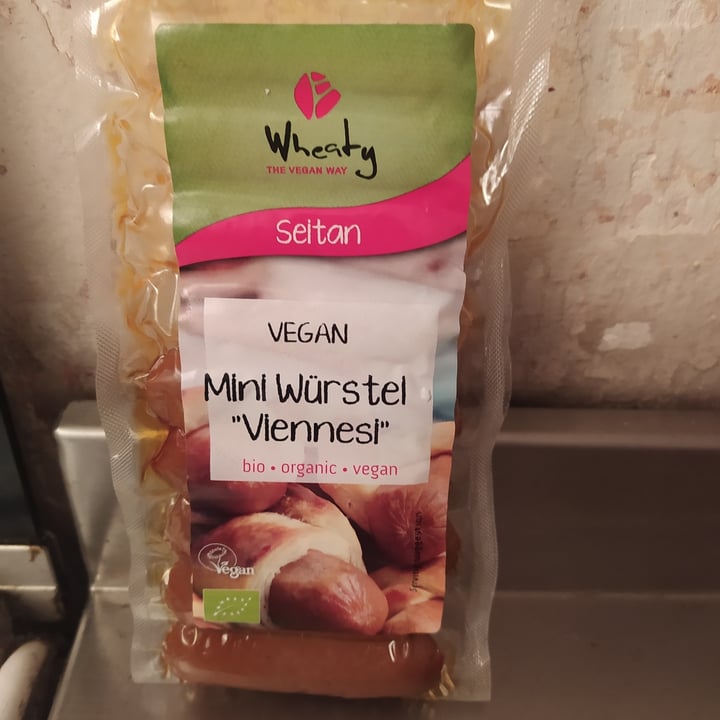 Wheaty
THE VEGAN WAY
Seitan
VEGAN
Mini Würstel
"Viennesi"
bio • organic • vegan
Vegan